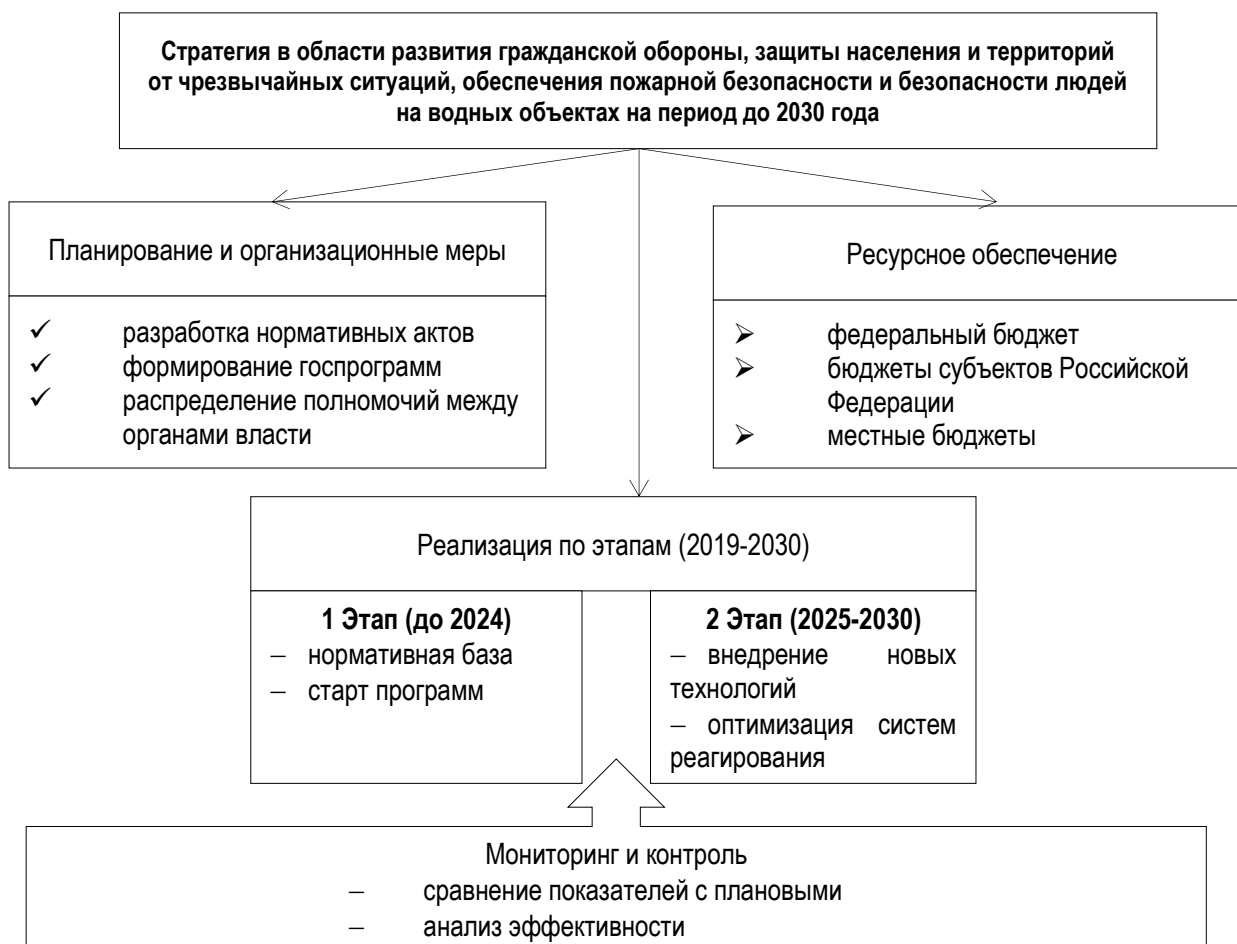 Стратегия в области развития гражданской обороны, защиты населения и территорий
от чрезвычайных ситуаций, обеспечения пожарной безопасности и безопасности людей
на водных объектах на период до 2030 года
Планирование и организационные меры
✓ разработка нормативных актов
✓ формирование госпрограмм
✓ распределение полномочий между
органами власти
Ресурсное обеспечение
➢ федеральный бюджет
➢ бюджеты субъектов Российской
Федерации
➢ местные бюджеты
Реализация по этапам (2019-2030)
1 Этап (до 2024)
– нормативная база
– старт программ
2 Этап (2025-2030)
– внедрение новых
технологий
– оптимизация систем
реагирования
Мониторинг и контроль
– сравнение показателей с плановыми
– анализ эффективности